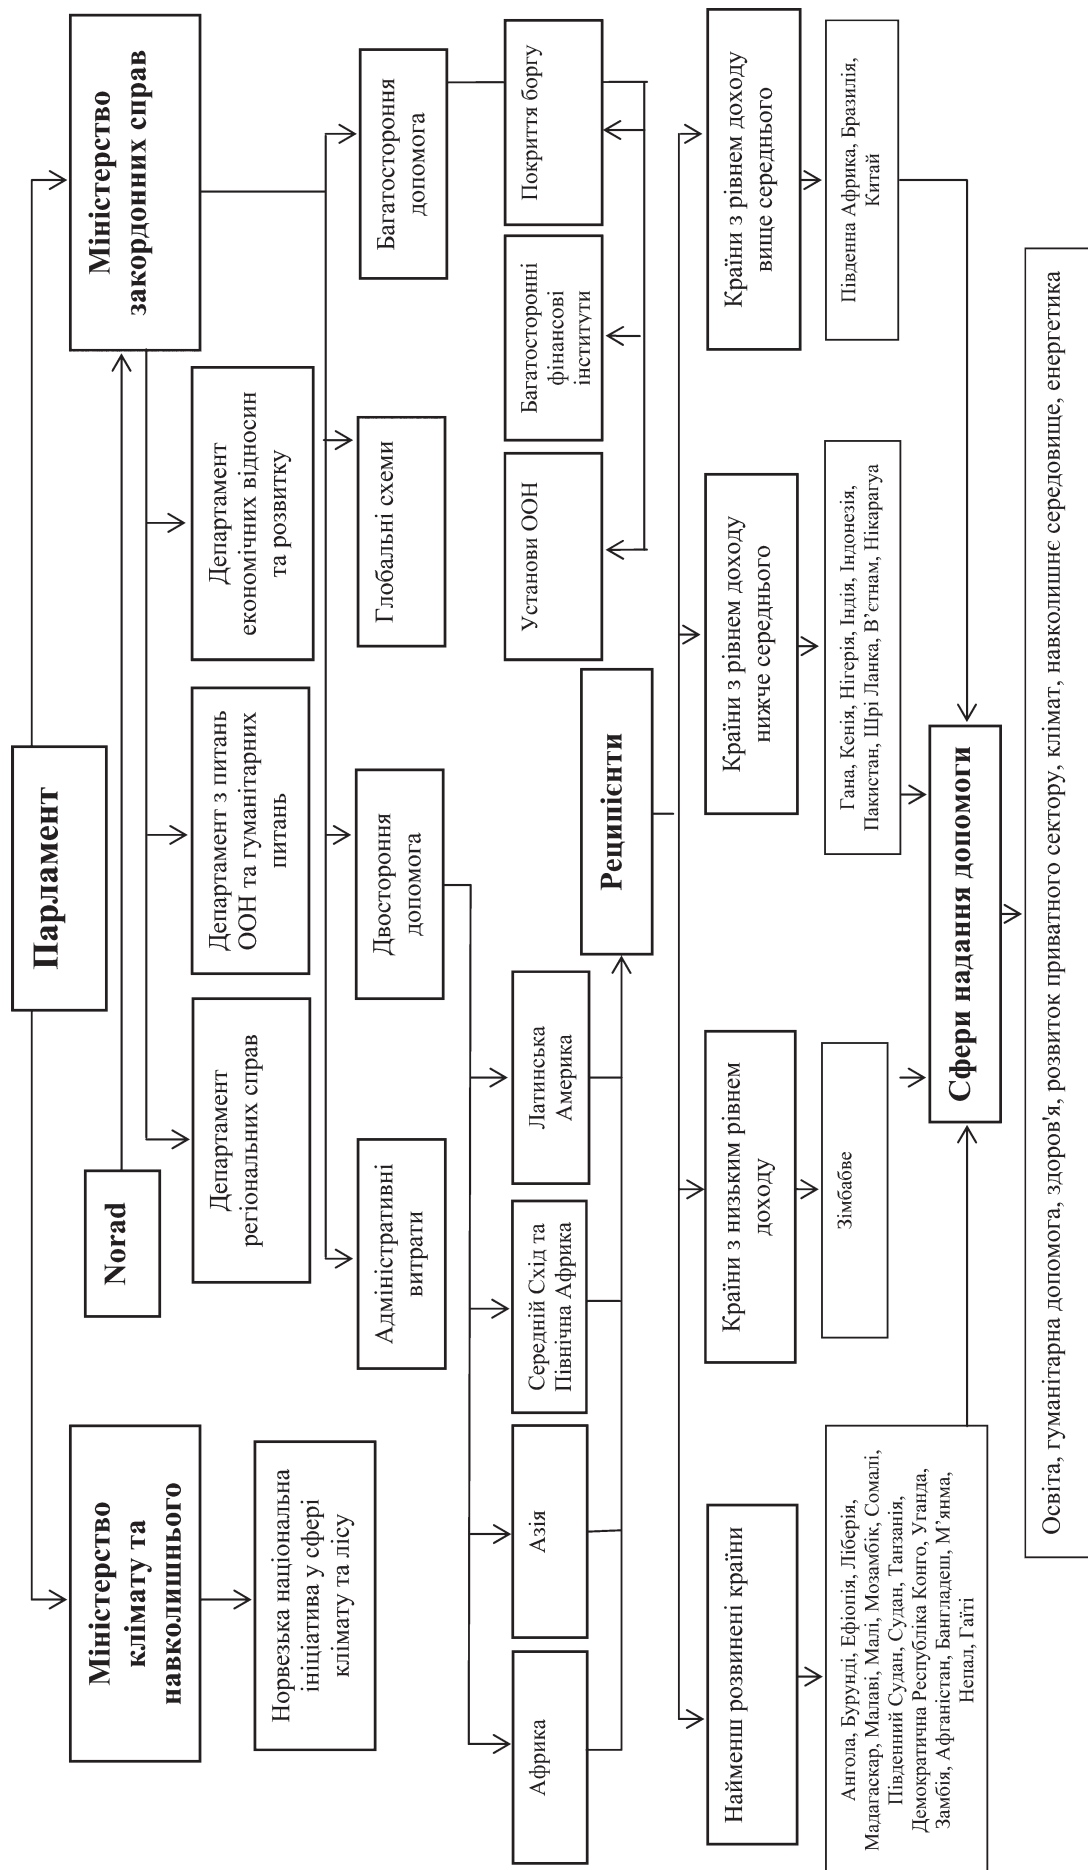 Парламент
Міністерство
клімату та
навколишнього
Norad
Міністерство
закордонних справ
Норвезька національна
ініціатива у сфері
клімату та лісу
Департамент
регіональних справ
Департамент з питань
ООН та гуманітарних
питань
Департамент
економічних відносин
та розвитку
Адміністративні
витрати
Двостороння
допомога
Глобальні схеми
Багатостороння
допомога
Африка
Азія
Середній Схід та
Північна Африка
Латинська
Америка
Установи ООН
Багатосторонні
фінансові
інститути
Покриття боргу
Реципієнти
Найменш розвинені країни
Країни з низьким рівнем
доходу
Країни з рівнем доходу
нижче середнього
Країни з рівнем доходу
вище середнього
Ангола, Бурунді, Ефіопія, Ліберія,
Мадагаскар, Малаві, Малі, Мозамбік, Сомалі,
Південний Судан, Судан, Танзанія,
Демократична Республіка Конго, Уганда,
Замбія, Афганістан, Бангладеш, М’янма,
Непал, Гаїті
Зімбабве
Гана, Кенія, Нігерія, Індія, Індонезія,
Пакистан, Шрі Ланка, В’єтнам, Нікарагуа
Південна Африка, Бразилія,
Китай
Сфери надання допомоги
Освіта, гуманітарна допомога, здоров'я, розвиток приватного сектору, клімат, навколишнє середовище, енергетика